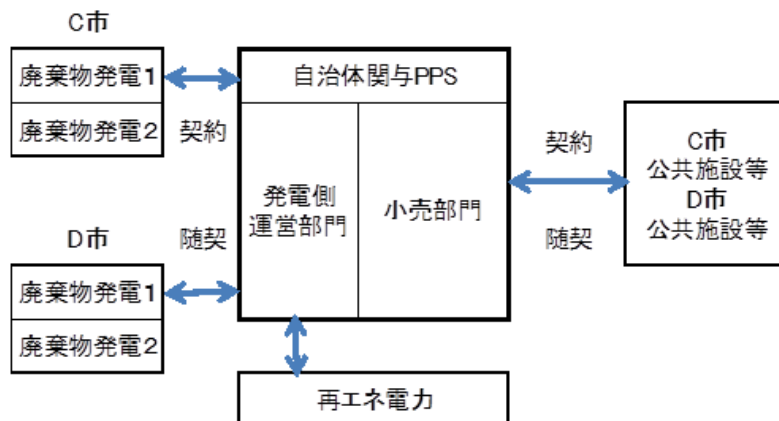 C市
廃棄物発電1
廃棄物発電2
契約
D市
随契
廃棄物発電1
廃棄物発電2
自治体関与PPS
発電側
運営部門
小売部門
再エネ電力
契約
随契
C市
公共施設等
D市
公共施設等